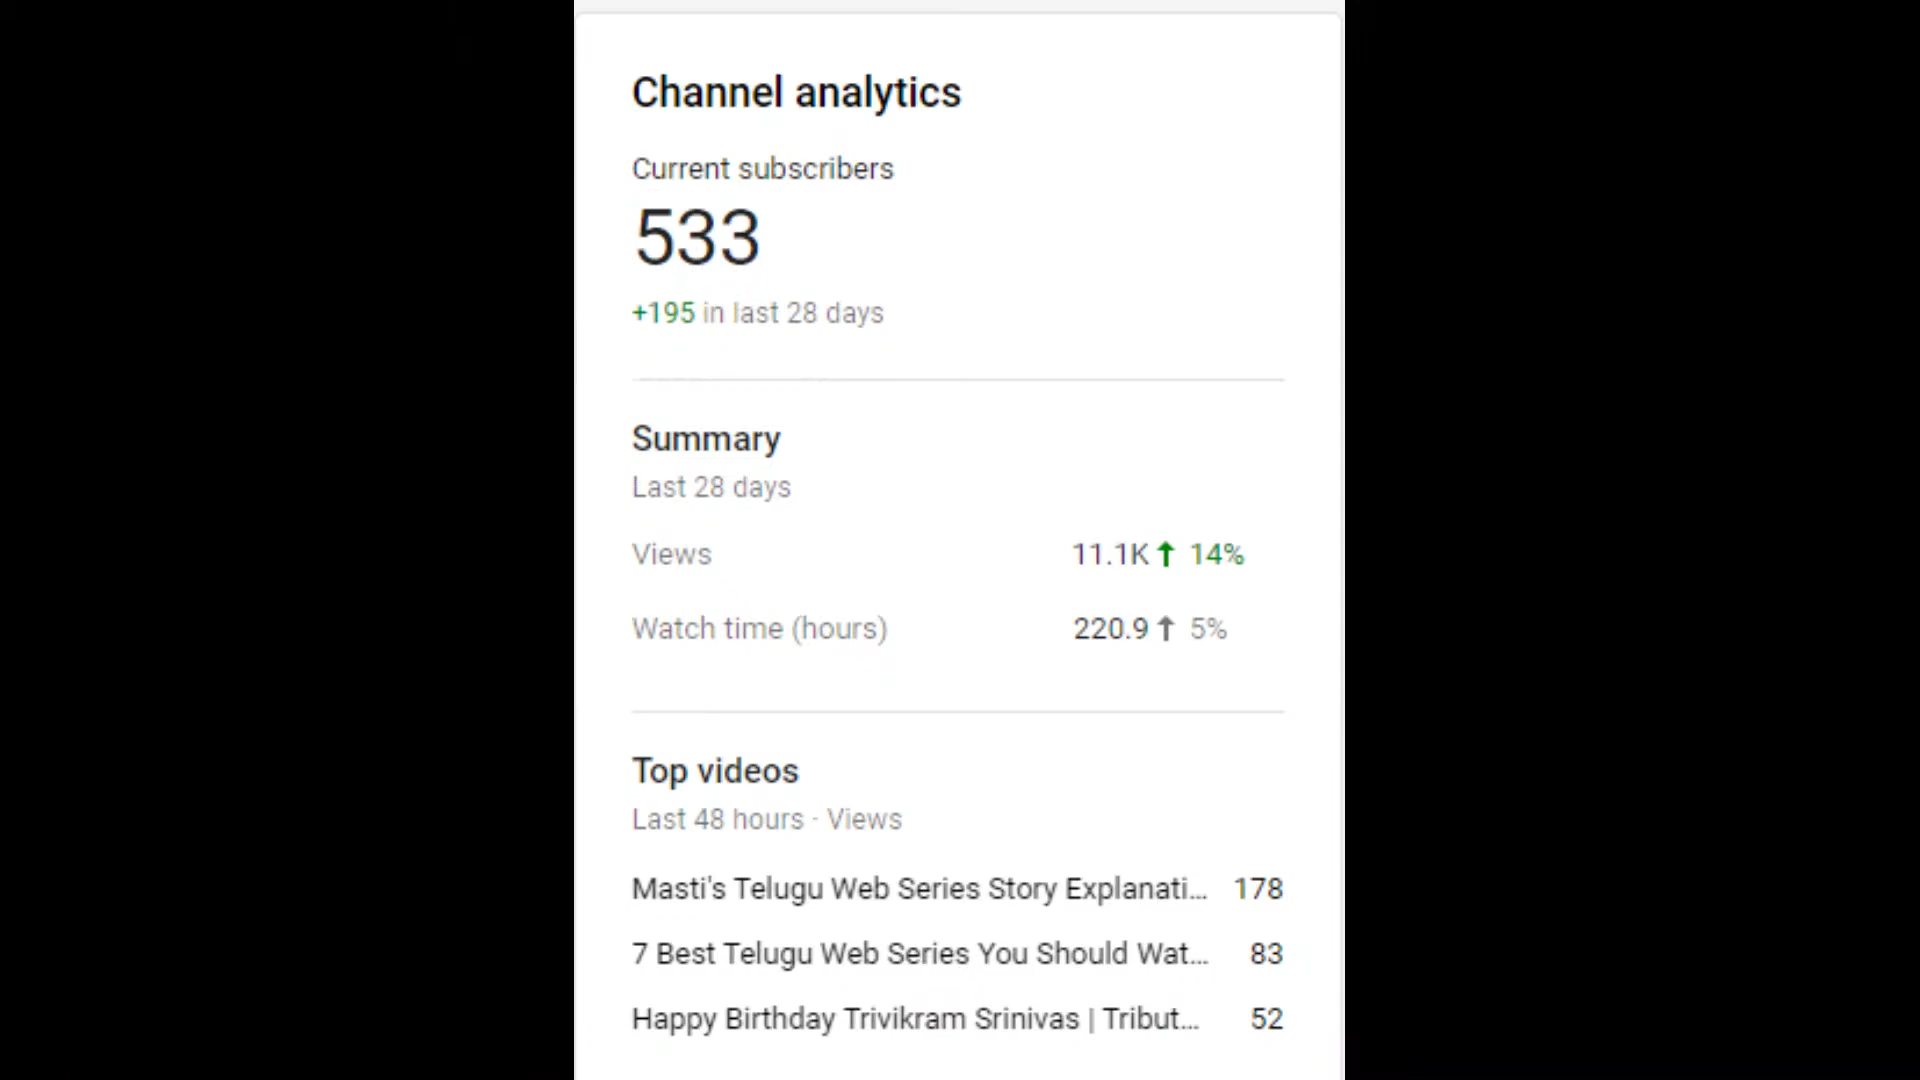 Channel analytics
Current subscribers
533
+195 in last 28 days
Summary
Last 28 days
Views 11.1K ↑ 14%
Watch time (hours) 220.9 ↑ 5%
Top videos
Last 48 hours · Views
Masti's Telugu Web Series Story Explanati... 178
7 Best Telugu Web Series You Should Wat... 83
Happy Birthday Trivikram Srinivas | Tribut... 52